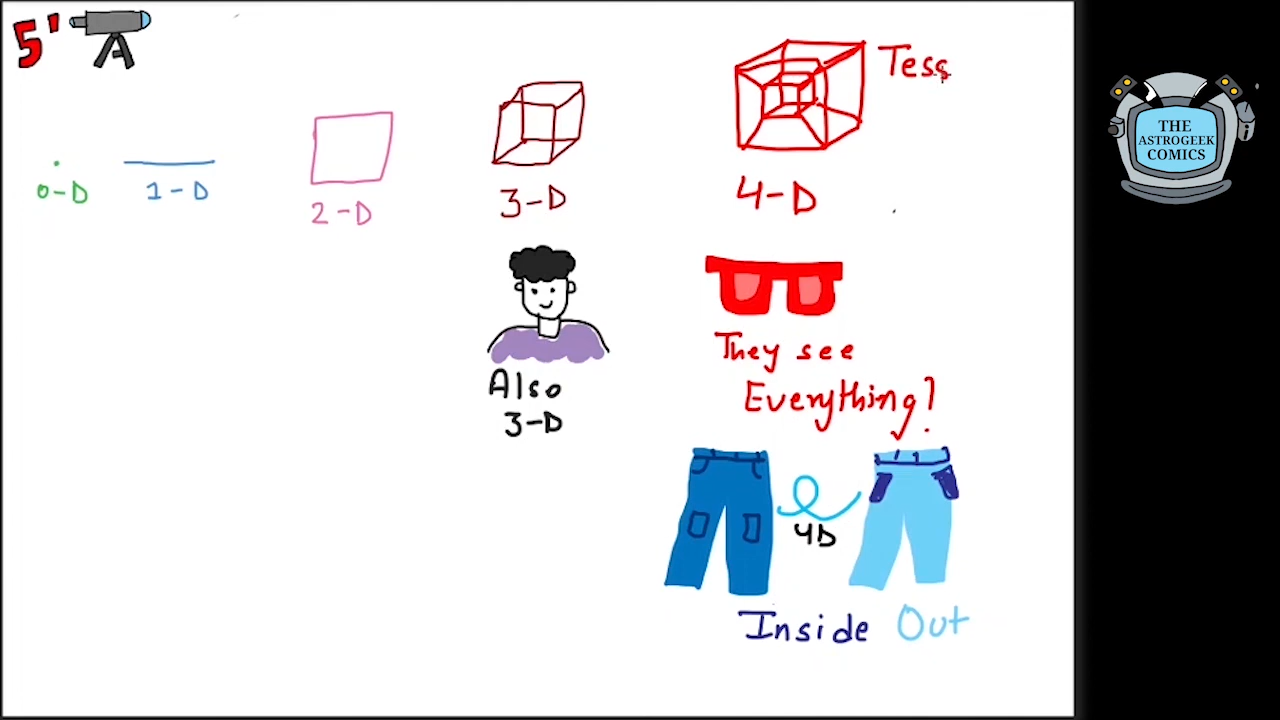 5'
THE
ASTROGEEK
COMICS
Tess
0-D
1-D
2-D
3-D
4-D
Also
3-D
They see
Everything?
4D
Inside Out